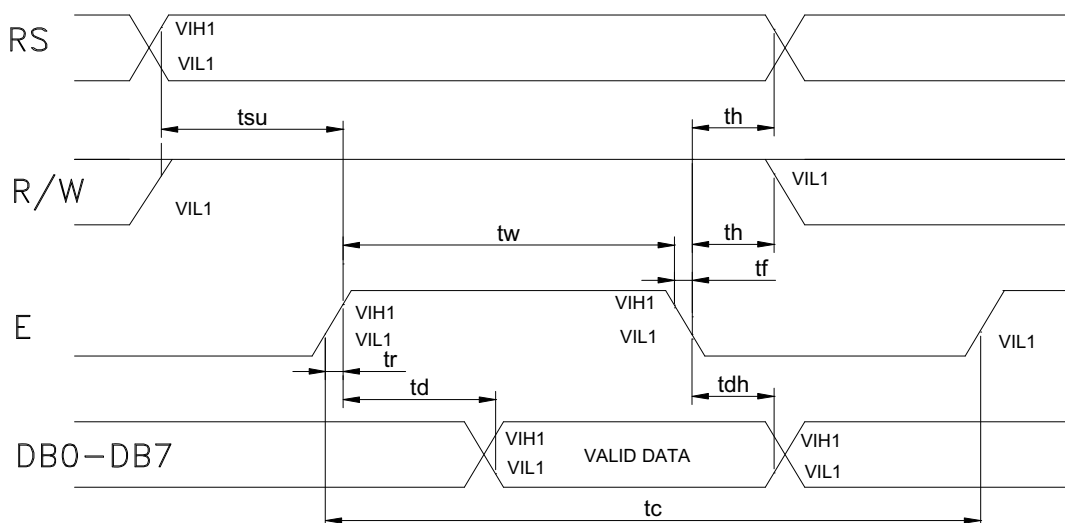 RS
VIH1
VIL1
tsu
th
R/W
VIL1
VIL1
tw
th
tf
E
VIH1
VIL1
VIH1
VIL1
VIL1
tr
td
tdh
DB0-DB7
VIH1
VIL1
VALID DATA
VIH1
VIL1
tc